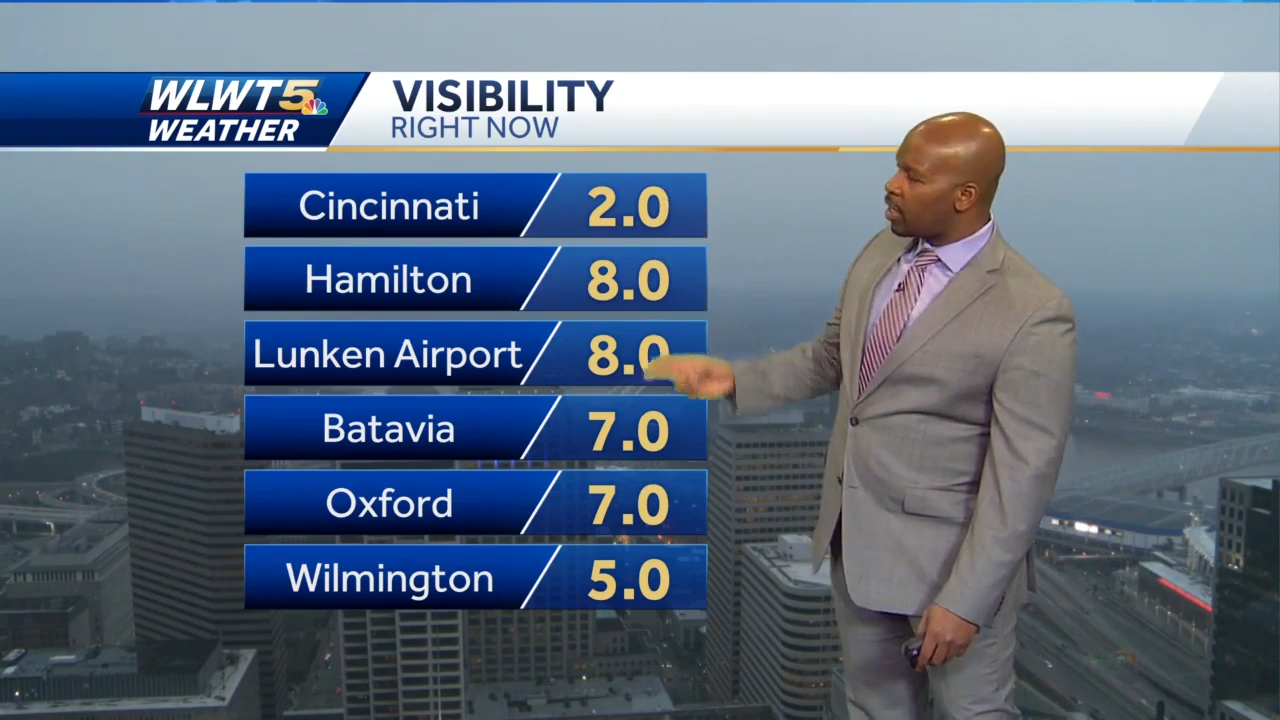 WLWT5
WEATHER
VISIBILITY
RIGHT NOW
Cincinnati 2.0
Hamilton 8.0
Lunken Airport 8.0
Batavia 7.0
Oxford 7.0
Wilmington 5.0